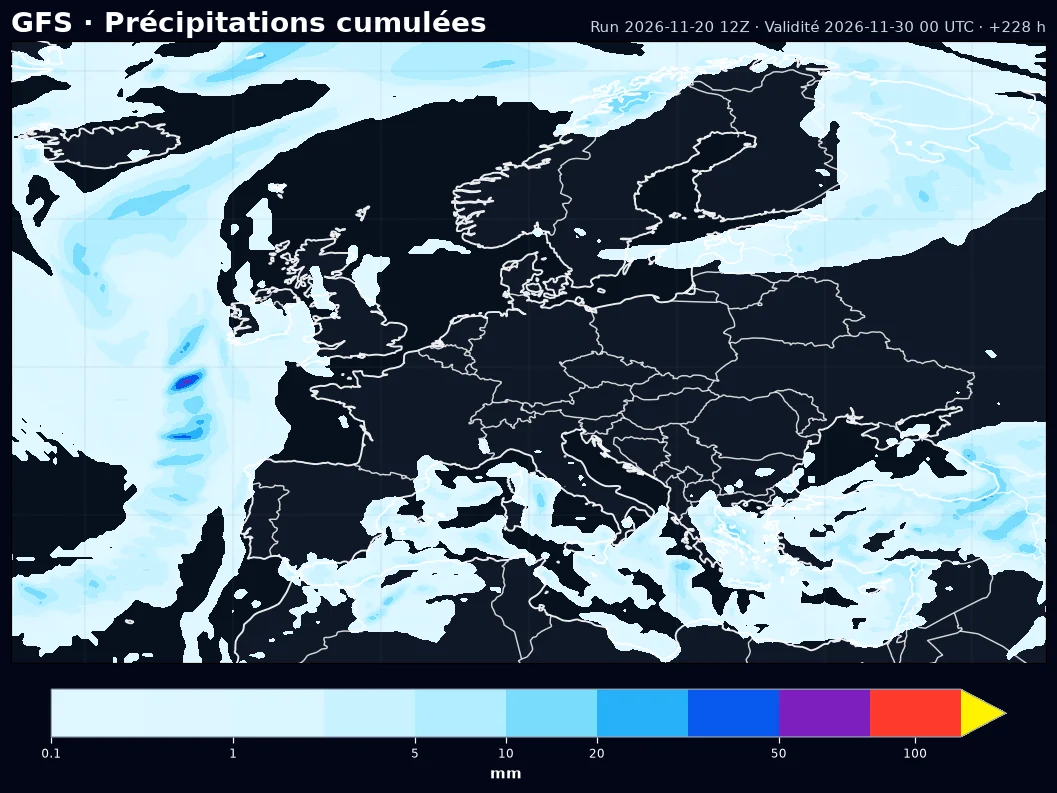 GFS · Précipitations cumulées
Run 2026-11-20 12Z · Validité 2026-11-30 00 UTC · +228 h
0.1 1 5 10 20 50 100
mm